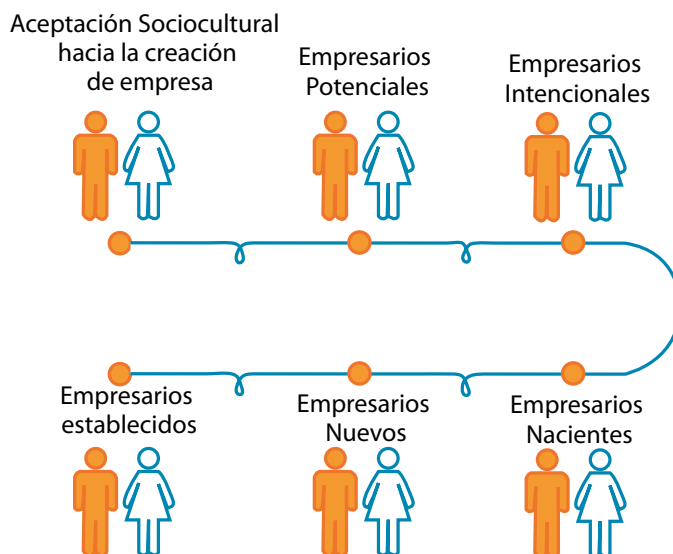 Aceptación Sociocultural
hacia la creación
de empresa
Empresarios
Potenciales
Empresarios
Intencionales
Empresarios
establecidos
Empresarios
Nuevos
Empresarios
Nacientes